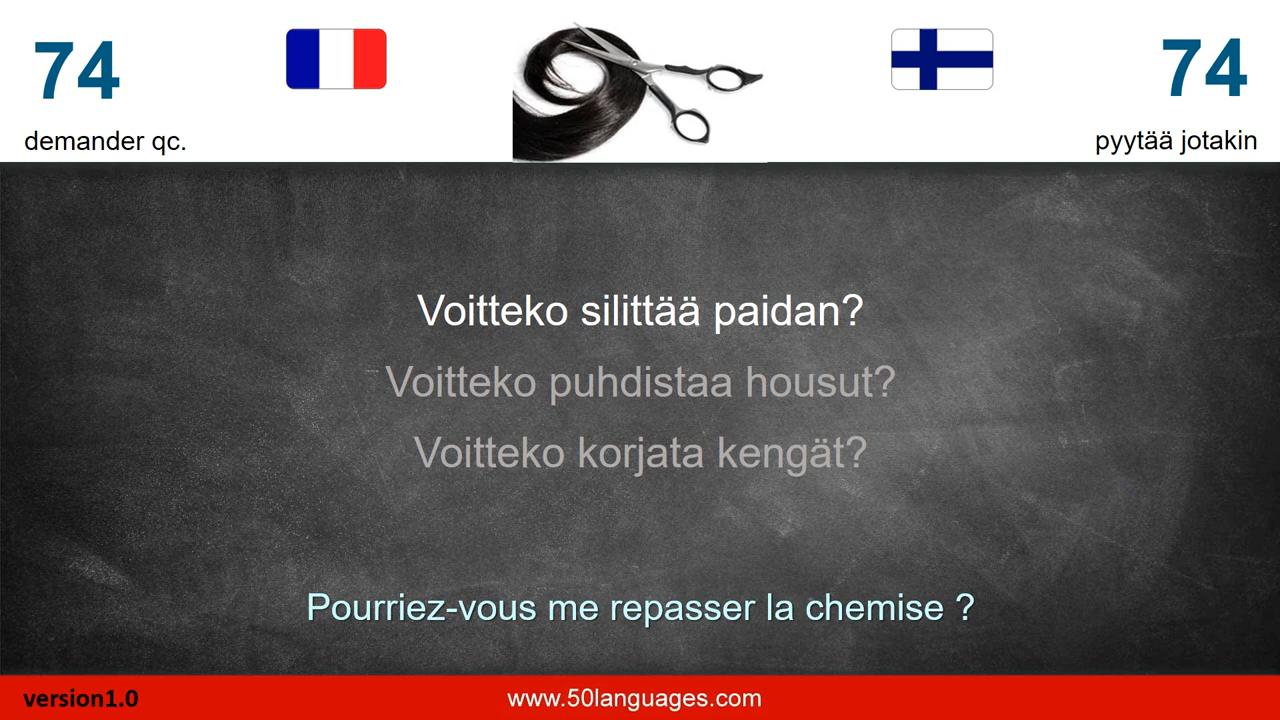 74
74
demander qc.
pyytää jotakin
Voitteko silittää paidan?
Voitteko puhdistaa housut?
Voitteko korjata kengät?
Pourriez-vous me repasser la chemise ?
version1.0
www.50languages.com